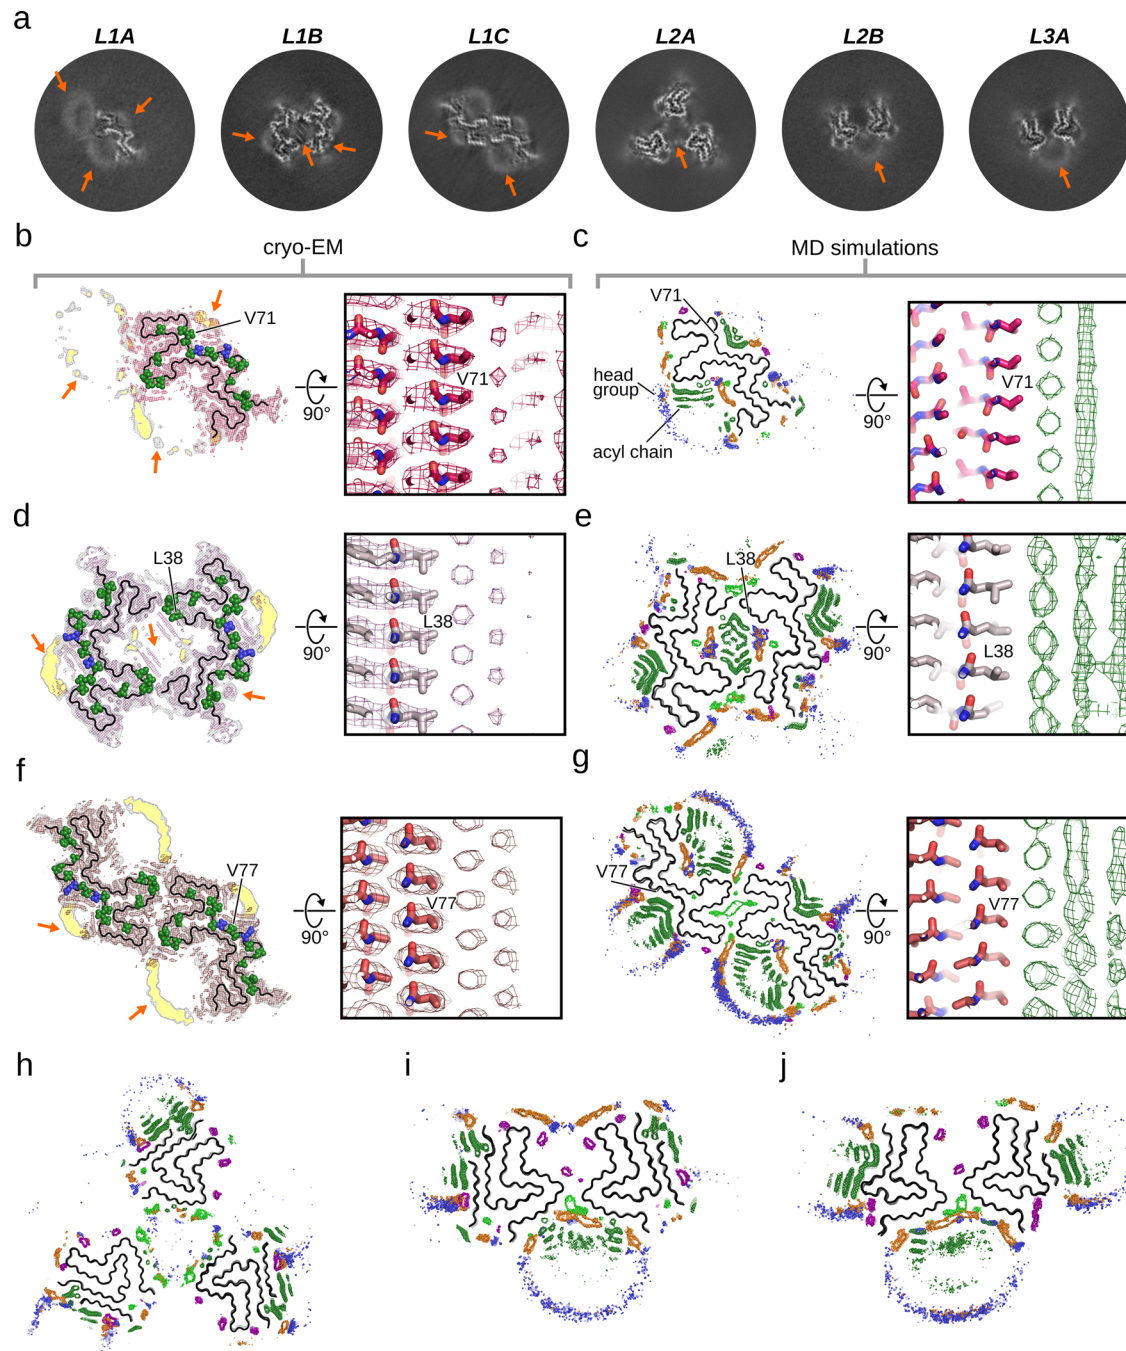 a
L1A L1B L1C L2A L2B L3A
b cryo-EM c MD simulations
V71 V71 V71 V71
head
group
acyl chain
90° 90°
d e
L38 L38 L38 L38
90° 90°
f g
V77 V77 V77 V77
90° 90°
h i j